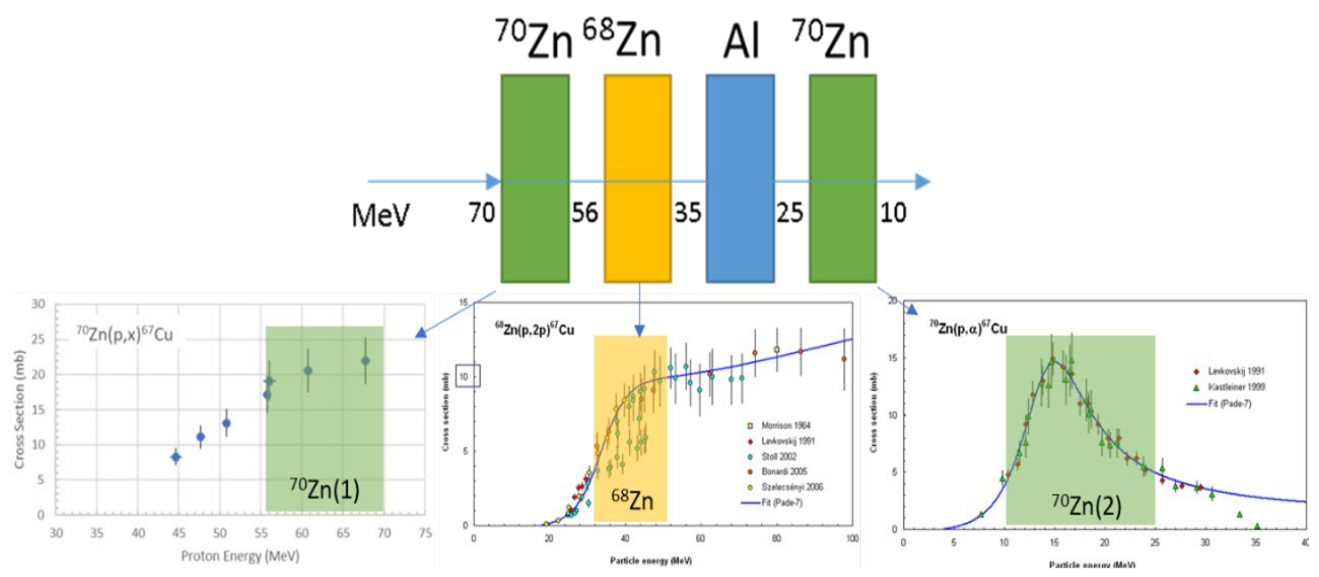 ⁷⁰Zn ⁶⁸Zn Al ⁷⁰Zn
MeV 70 56 35 25 10
30
25
20
15
10
5
0
Cross Section (mb)
⁷⁰Zn(p,x)⁶⁷Cu
⁷⁰Zn(1)
30 35 40 45 50 55 60 65 70 75
Proton Energy (MeV)
15
10
5
0
Cross section (mb)
⁶⁸Zn(p,2p)⁶⁷Cu
Morrison 1964
Levkovskij 1991
Stoll 2002
Bonardi 2005
Szelecsényi 2006
Fit (Pade-7)
⁶⁸Zn
0 20 40 60 80 100
Particle energy (MeV)
20
15
10
5
0
Cross section (mb)
⁷⁰Zn(p,α)⁶⁷Cu
Levkovskij 1991
Kastleiner 1999
Fit (Pade-7)
⁷⁰Zn(2)
0 5 10 15 20 25 30 35 40
Particle energy (MeV)